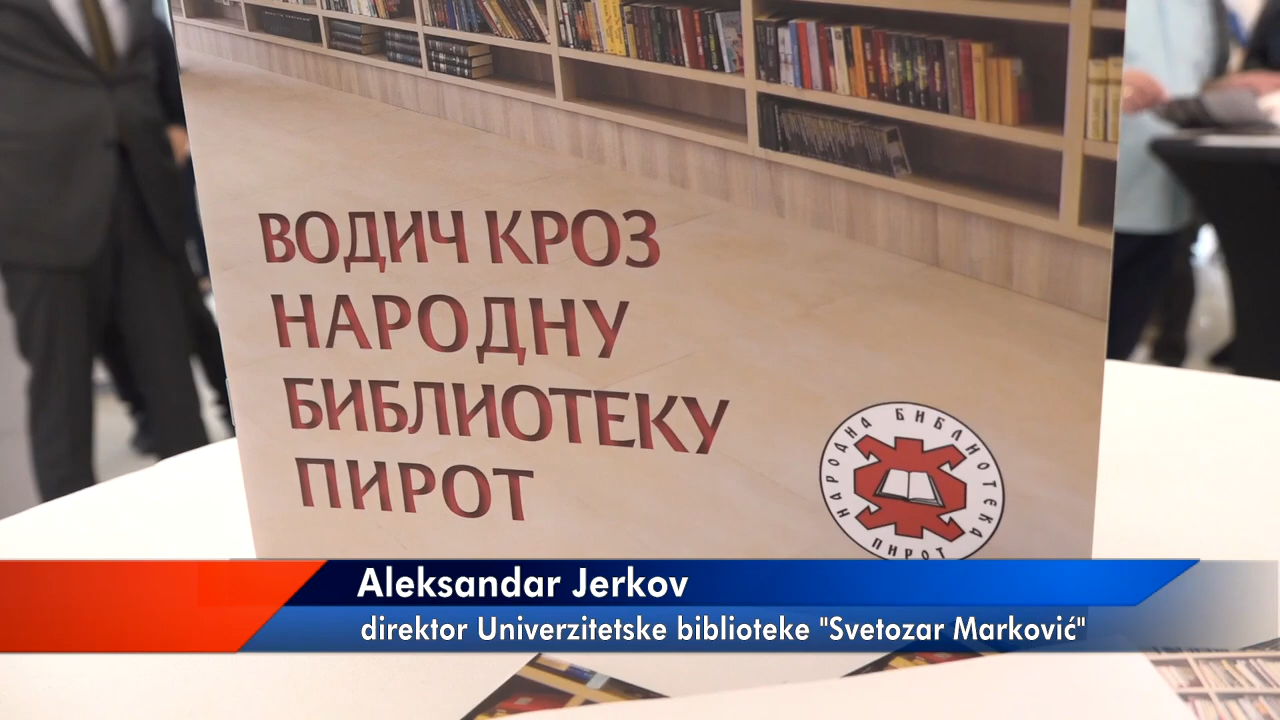 ВОДИЧ КРОЗ
НАРОДНУ
БИБЛИОТЕКУ
ПИРОТ
НАРОДНА БИБЛИОТЕКА
ПИРОТ
Aleksandar Jerkov
direktor Univerzitetske biblioteke "Svetozar Marković"